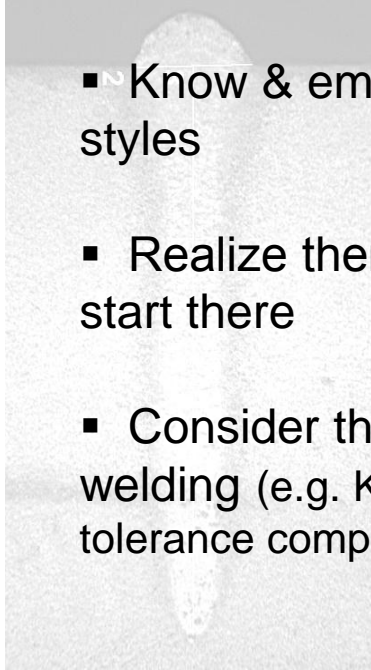 ▪ Know & em
styles
▪ Realize the
start there
▪ Consider th
welding (e.g. K
tolerance comp